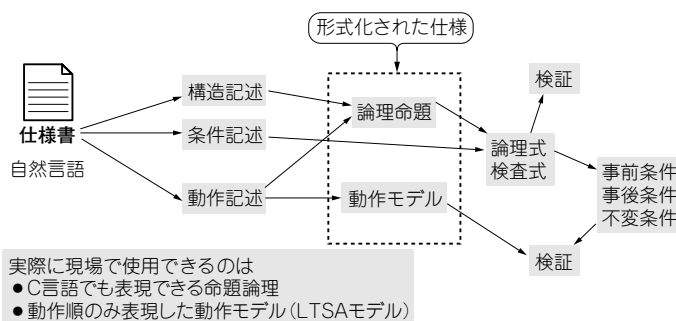 形式化された仕様
仕様書
自然言語
構造記述
条件記述
動作記述
論理命題
動作モデル
検証
論理式
検査式
事前条件
事後条件
不変条件
検証
実際に現場で使用できるのは
●C言語でも表現できる命題論理
●動作順のみ表現した動作モデル(LTSAモデル)